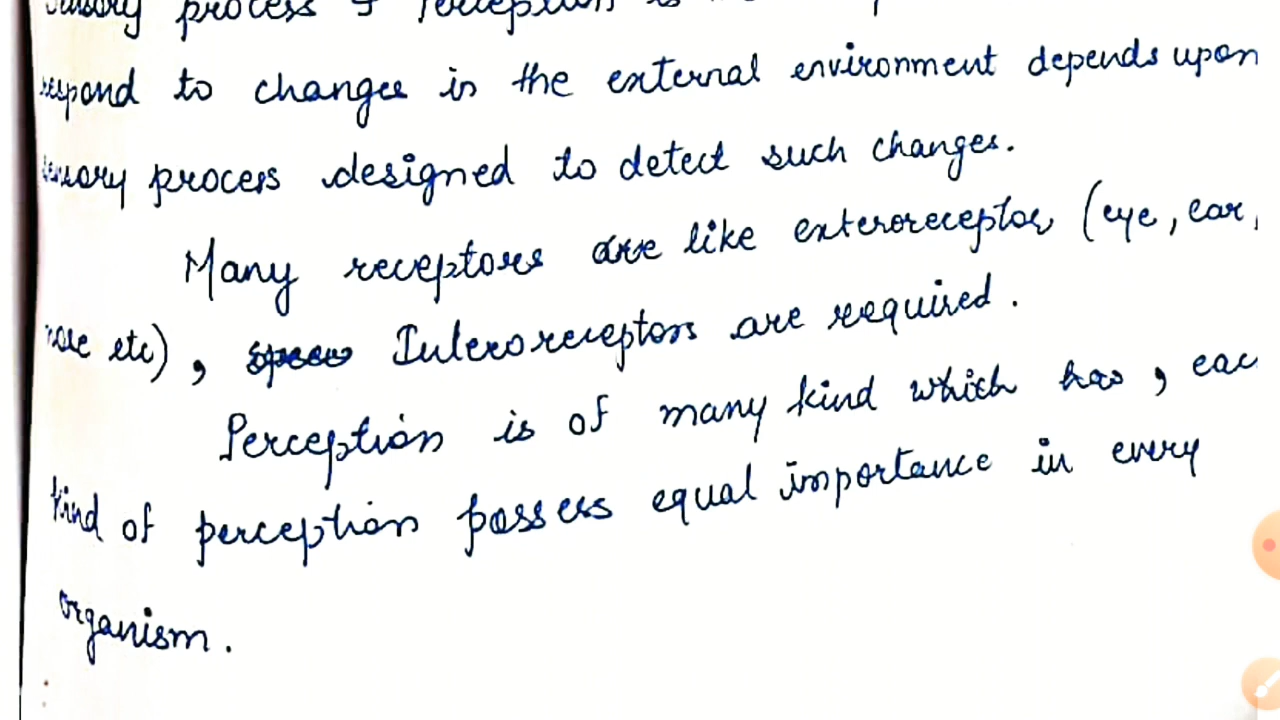 process & Perception is
respond to changes in the external environment depends upon
sensory process designed to detect such changes.
Many receptors are like exteroreceptor (eye, ear,
nose etc), Interoreceptors are required.
Perception is of many kind which has, eac
kind of perception possess equal importance in every
organism.